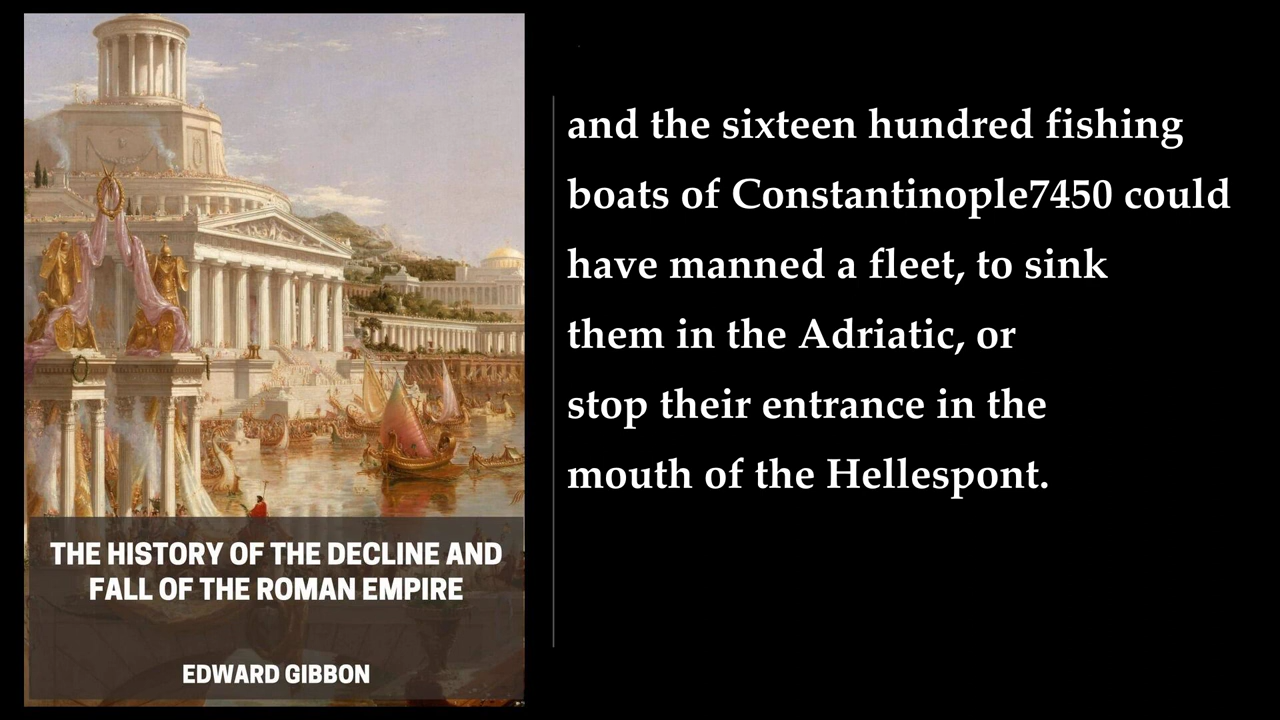 and the sixteen hundred fishing
boats of Constantinople7450 could
have manned a fleet, to sink
them in the Adriatic, or
stop their entrance in the
mouth of the Hellespont.
THE HISTORY OF THE DECLINE AND
FALL OF THE ROMAN EMPIRE
EDWARD GIBBON